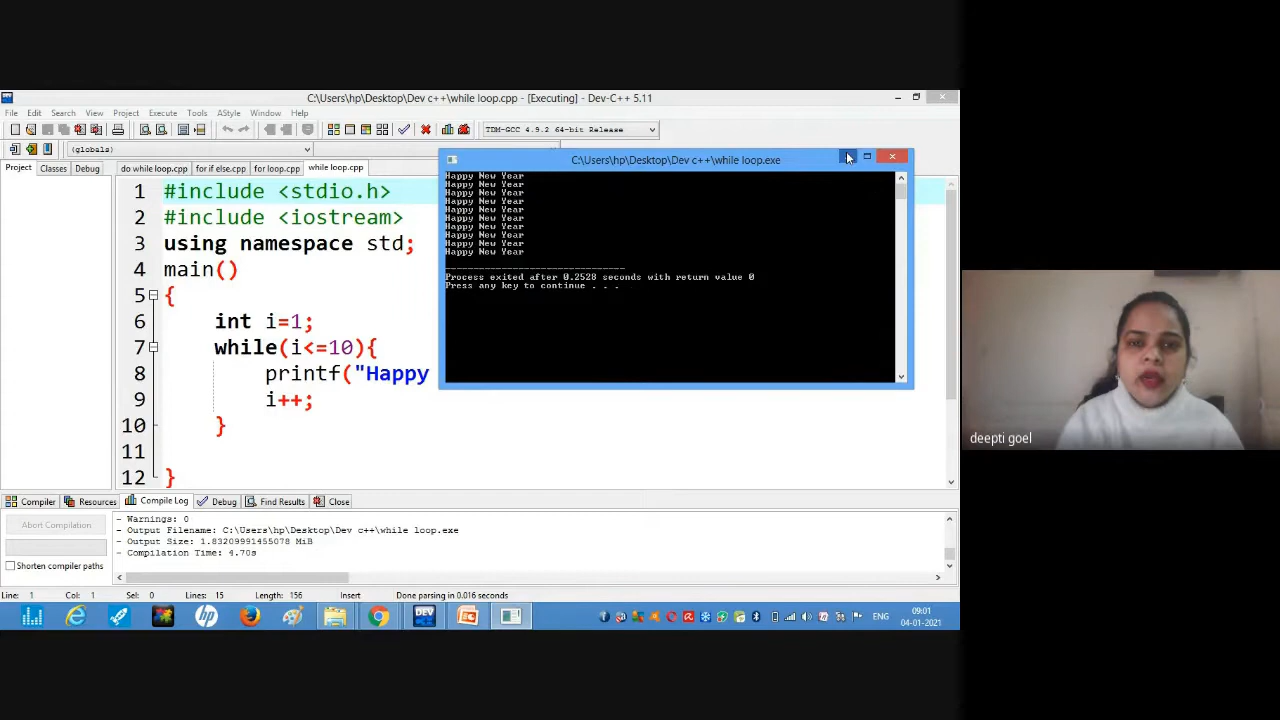 C:\Users\hp\Desktop\Dev c++\while loop.cpp - [Executing] - Dev-C++ 5.11
File Edit Search View Project Execute Tools AStyle Window Help
TDM-GCC 4.9.2 64-bit Release
(globals)
Project Classes Debug
do while loop.cpp for if else.cpp for loop.cpp while loop.cpp
1 #include <stdio.h>
2 #include <iostream>
3 using namespace std;
4 main()
5 {
6 int i=1;
7 while(i<=10){
8 printf("Happy
9 i++;
10 }
11
12 }
C:\Users\hp\Desktop\Dev c++\while loop.exe
Happy New Year
Happy New Year
Happy New Year
Happy New Year
Happy New Year
Happy New Year
Happy New Year
Happy New Year
Happy New Year
Happy New Year
--------------------------------
Process exited after 0.2528 seconds with return value 0
Press any key to continue . . .
deepti goel
Compiler Resources Compile Log Debug Find Results Close
Abort Compilation
Shorten compiler paths
- Warnings: 0
- Output Filename: C:\Users\hp\Desktop\Dev c++\while loop.exe
- Output Size: 1.83209991455078 MiB
- Compilation Time: 4.70s
Line: 1 Col: 1 Sel: 0 Lines: 15 Length: 156 Insert Done parsing in 0.016 seconds
DEV
ENG
09:01
04-01-2021